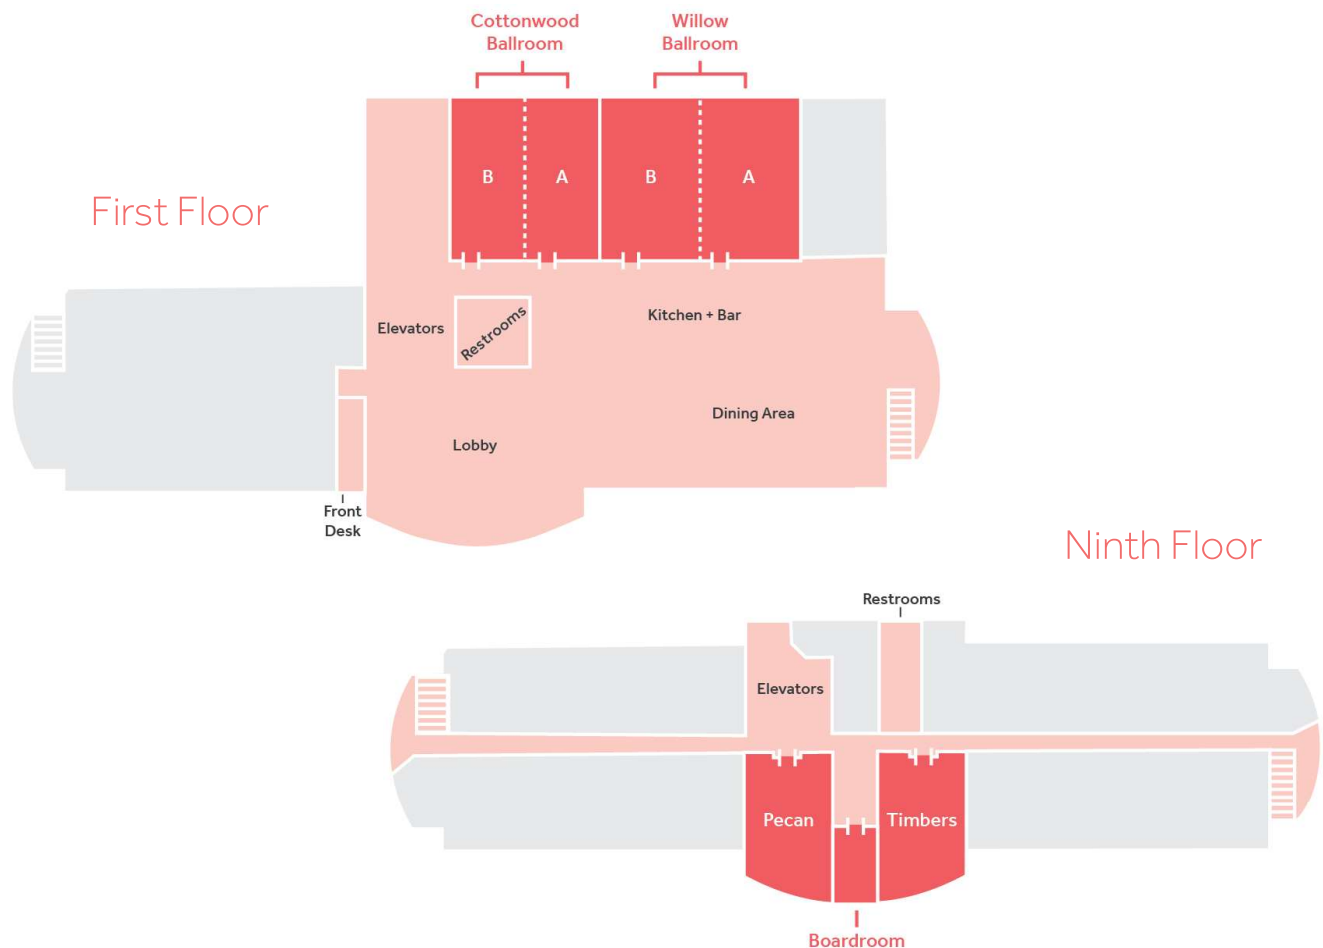 Cottonwood
Ballroom
Willow
Ballroom
B
A
B
A
First Floor
Elevators
Restrooms
Kitchen + Bar
Dining Area
Lobby
Front
Desk
Ninth Floor
Restrooms
Elevators
Pecan
Timbers
Boardroom